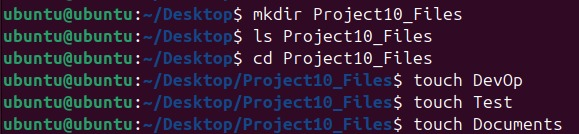 ubuntu@ubuntu:~/Desktop$ mkdir Project10_Files
ubuntu@ubuntu:~/Desktop$ ls Project10_Files
ubuntu@ubuntu:~/Desktop$ cd Project10_Files
ubuntu@ubuntu:~/Desktop/Project10_Files$ touch DevOp
ubuntu@ubuntu:~/Desktop/Project10_Files$ touch Test
ubuntu@ubuntu:~/Desktop/Project10_Files$ touch Documents